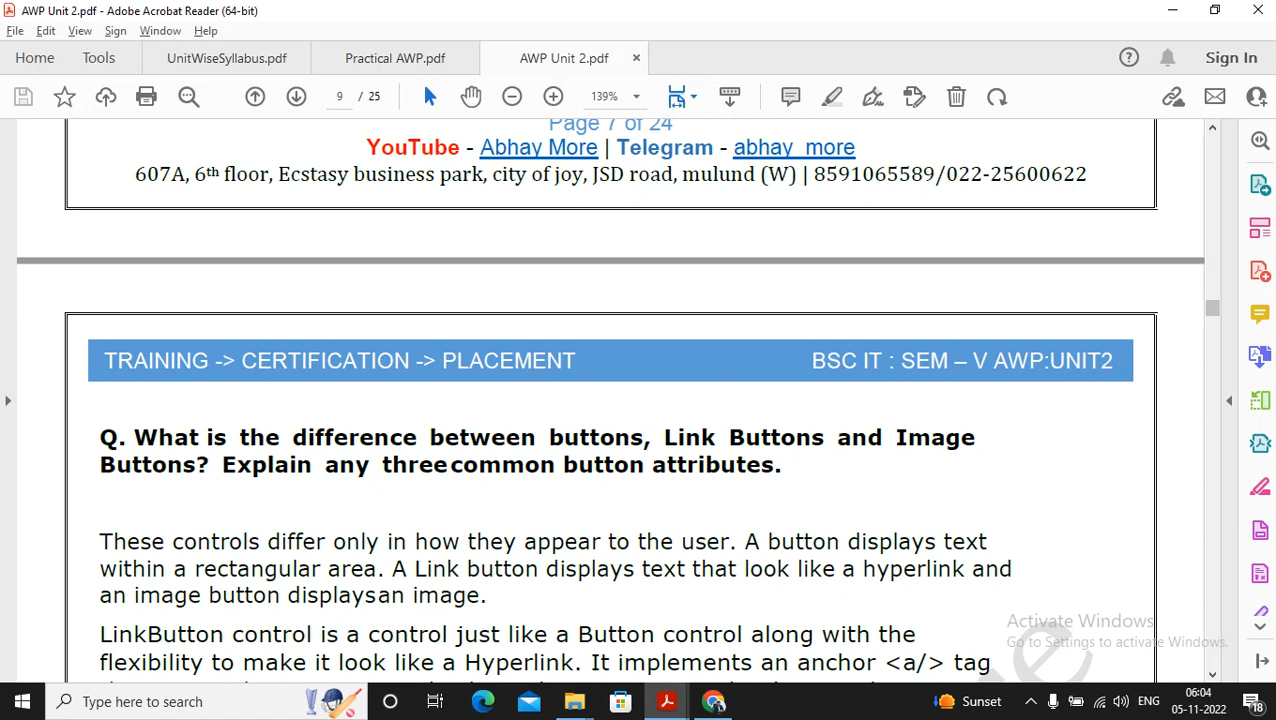 AWP Unit 2.pdf - Adobe Acrobat Reader (64-bit)
File Edit View Sign Window Help
Home Tools UnitWiseSyllabus.pdf Practical AWP.pdf AWP Unit 2.pdf × Sign In
9 / 25 139%
Page 7 of 24
YouTube - Abhay More | Telegram - abhay_more
607A, 6th floor, Ecstasy business park, city of joy, JSD road, mulund (W) | 8591065589/022-25600622
TRAINING -> CERTIFICATION -> PLACEMENT BSC IT : SEM – V AWP:UNIT2
Q. What is the difference between buttons, Link Buttons and Image
Buttons? Explain any threecommon button attributes.
These controls differ only in how they appear to the user. A button displays text
within a rectangular area. A Link button displays text that look like a hyperlink and
an image button displaysan image.
LinkButton control is a control just like a Button control along with the
flexibility to make it look like a Hyperlink. It implements an anchor <a/> tag
Activate Windows
Go to Settings to activate Windows.
Type here to search Sunset ENG 06:04
05-11-2022 18